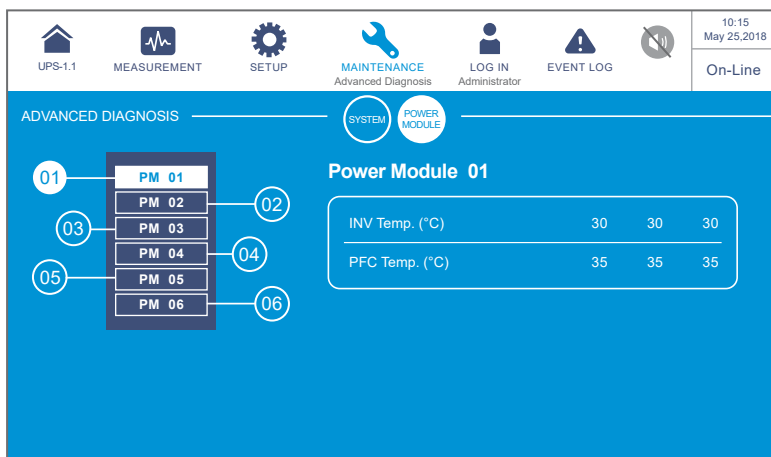 UPS-1.1
MEASUREMENT
SETUP
MAINTENANCE
Advanced Diagnosis
LOG IN
Administrator
EVENT LOG
10:15
May 25,2018
On-Line
ADVANCED DIAGNOSIS
SYSTEM
POWER
MODULE
01
PM 01
PM 02
02
03
PM 03
PM 04
04
05
PM 05
PM 06
06
Power Module 01
INV Temp. (°C) 30 30 30
PFC Temp. (°C) 35 35 35